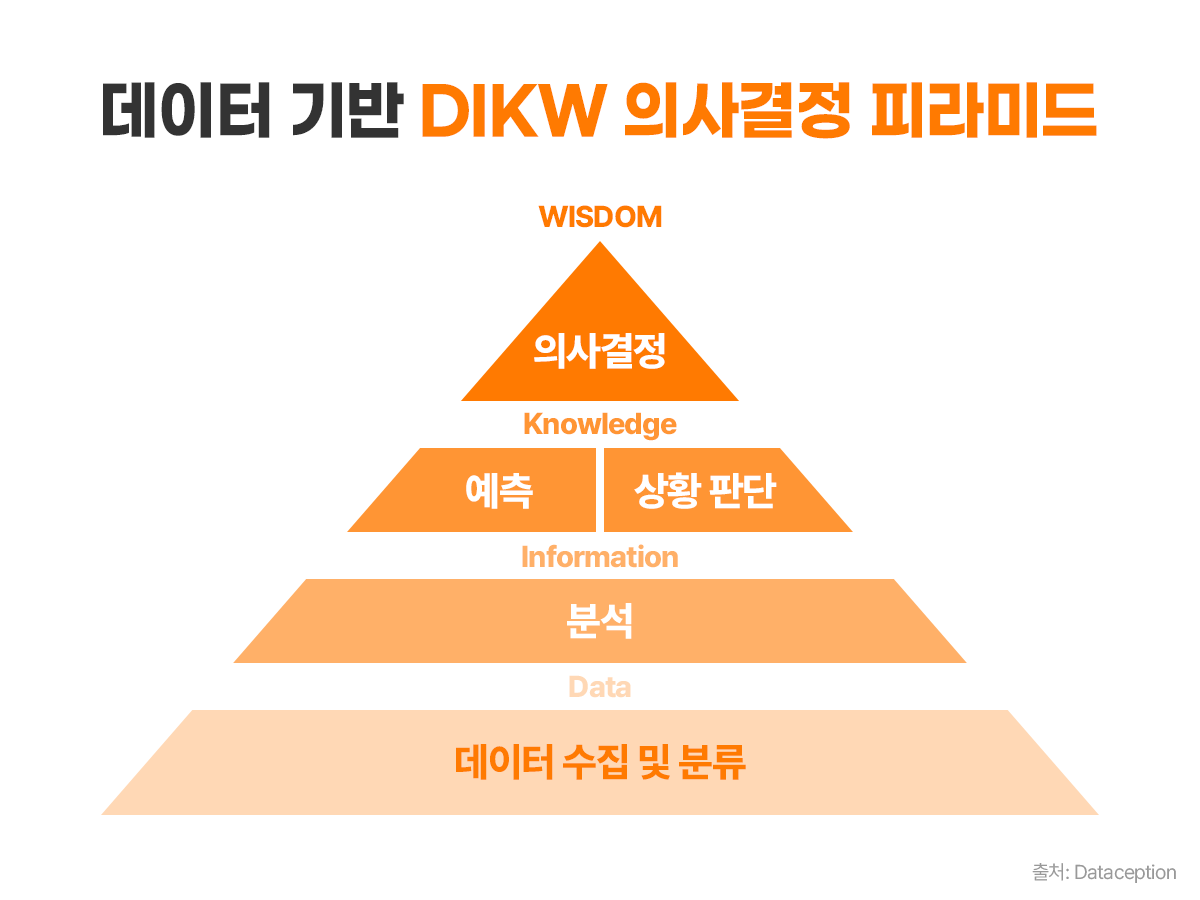 데이터 기반 DIKW 의사결정 피라미드
WISDOM
의사결정
Knowledge
예측 상황 판단
Information
분석
Data
데이터 수집 및 분류
출처: Dataception